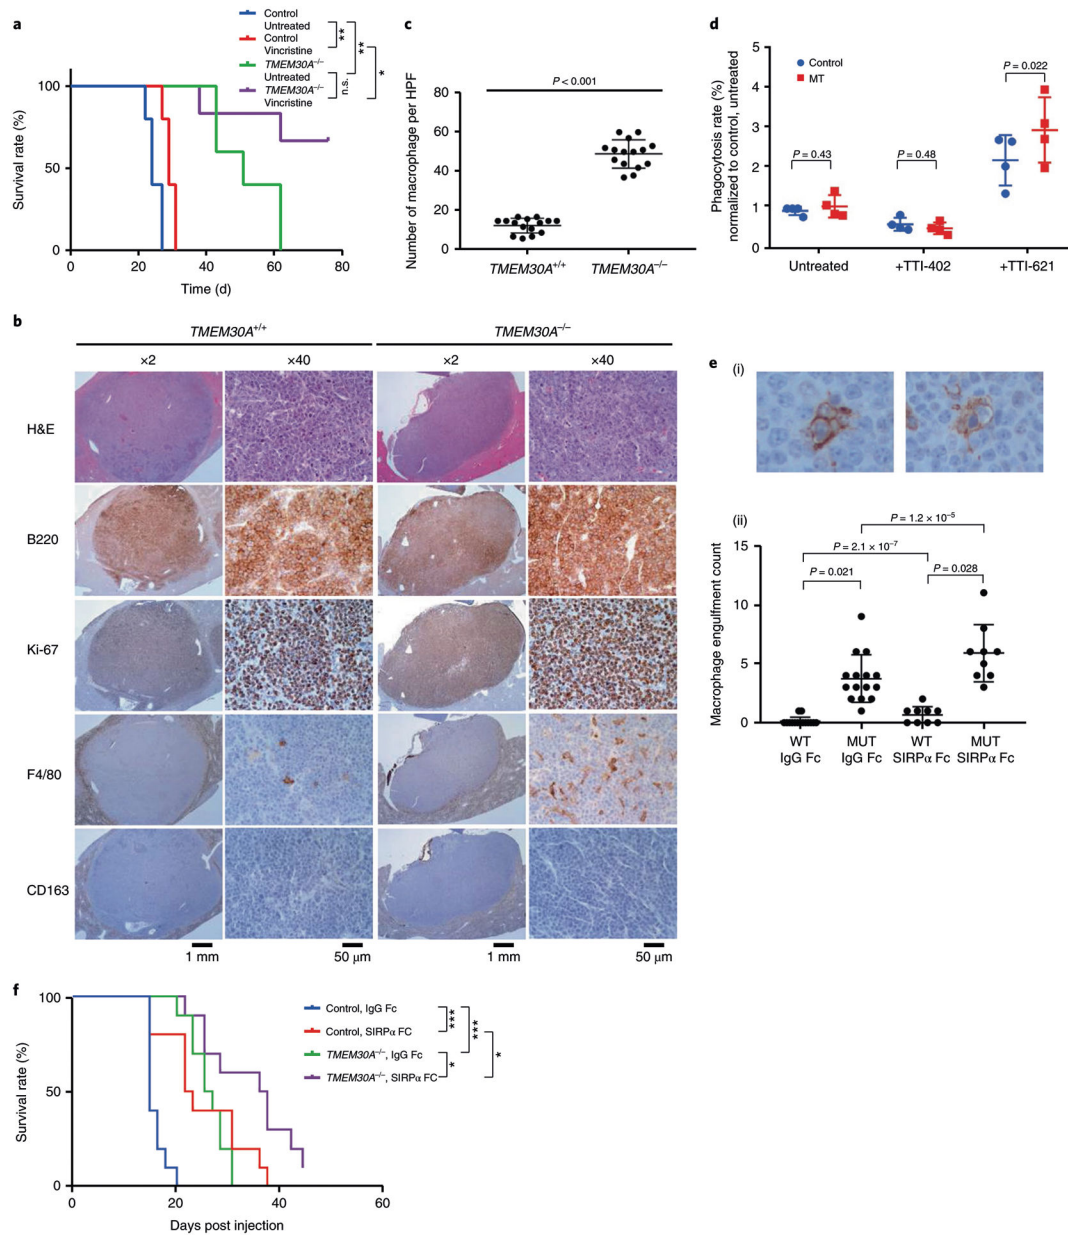 a
Control
Untreated
Control
Vincristine
TMEM30A−/−
Untreated
TMEM30A−/−
Vincristine
**
**
*
n.s.
100
50
0
Survival rate (%)
0 20 40 60 80
Time (d)
c
P < 0.001
80
60
40
20
0
Number of macrophage per HPF
TMEM30A+/+ TMEM30A−/−
d
5
4
3
2
1
0
Phagocytosis rate (%)
normalized to control, untreated
Control
MT
P = 0.43
P = 0.48
P = 0.022
Untreated +TTI-402 +TTI-621
b
TMEM30A+/+ TMEM30A−/−
×2 ×40 ×2 ×40
H&E
B220
Ki-67
F4/80
CD163
1 mm 50 μm 1 mm 50 μm
e
(i)
(ii)
P = 1.2 × 10−5
P = 2.1 × 10−7
P = 0.021
P = 0.028
15
10
5
0
Macrophage engulfment count
WT MUT WT MUT
IgG Fc IgG Fc SIRPα Fc SIRPα Fc
f
100
50
0
Survival rate (%)
Control, IgG Fc
Control, SIRPα FC
TMEM30A−/−, IgG Fc
TMEM30A−/−, SIRPα FC
***
***
*
*
0 20 40 60
Days post injection